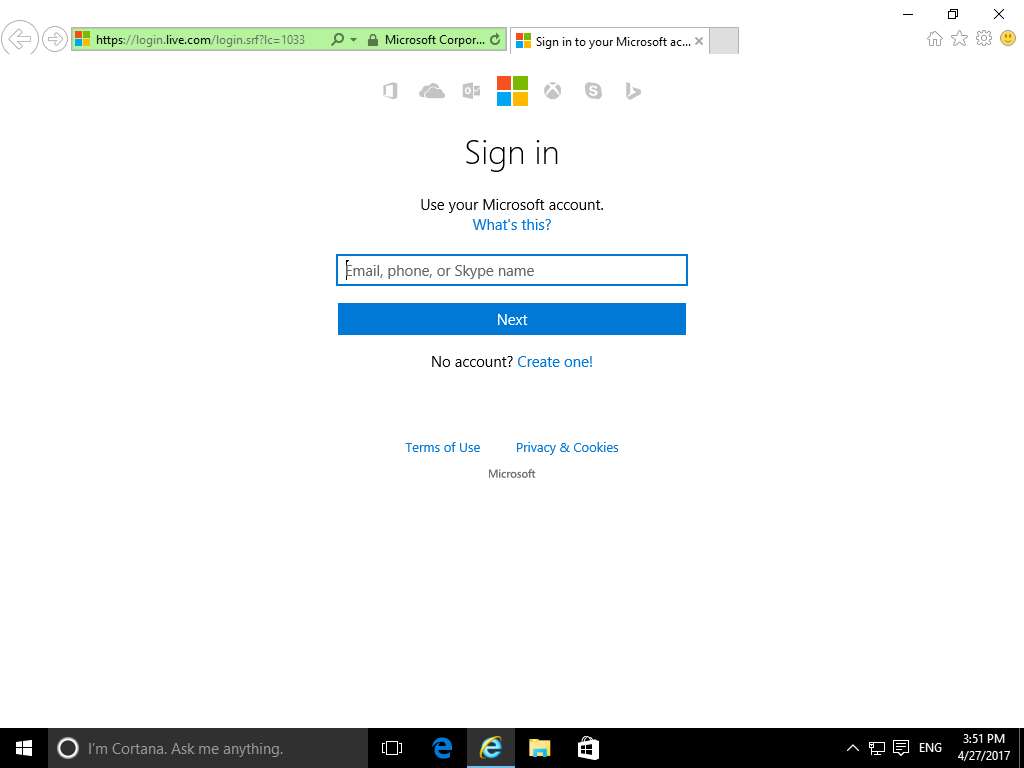 https://login.live.com/login.srf?lc=1033
Microsoft Corpor...
Sign in to your Microsoft ac...
Sign in
Use your Microsoft account.
What's this?
Email, phone, or Skype name
Next
No account? Create one!
Terms of Use
Privacy & Cookies
Microsoft
I'm Cortana. Ask me anything.
ENG
3:51 PM
4/27/2017